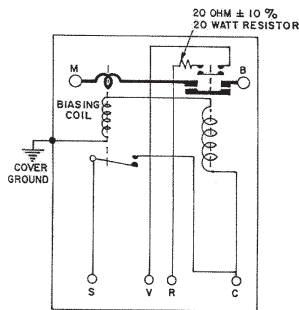 20 OHM ± 10 %
20 WATT RESISTOR
M
B
BIASING
COIL
COVER
GROUND
S
V
R
C